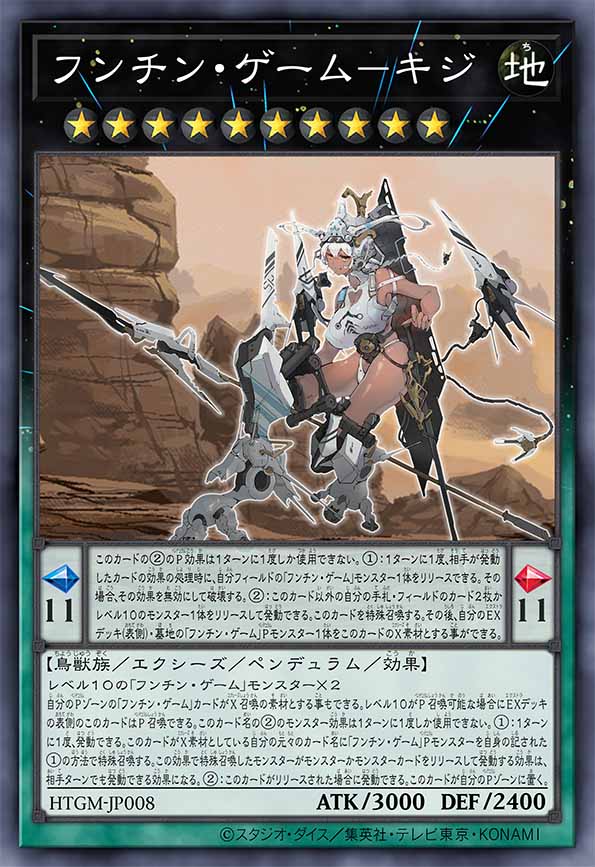 フンチン・ゲームーキジ
地
11
11
このカードの②のP効果は1ターンに1度しか使用できない。①:1ターンに1度、相手が発動
したカードの効果の処理時に、自分フィールドの「フンチン・ゲーム」モンスター1体をリリースできる。その
場合、その効果を無効にして破壊する。②:このカード以外の自分の手札・フィールドのカード2枚か
レベル10のモンスター1体をリリースして発動できる。このカードを特殊召喚する。その後、自分のEX
デッキ(表側)・墓地の「フンチン・ゲーム」Pモンスター1体をこのカードのX素材とする事ができる。
【鳥獣族/エクシーズ/ペンデュラム/効果】
レベル10の「フンチン・ゲーム」モンスター×2
自分のPゾーンの「フンチン・ゲーム」カードがX召喚の素材とする事もできる。レベル10がP召喚可能な場合にEXデッキ
の表側のこのカードはP召喚できる。このカード名の②のモンスター効果は1ターンに1度しか使用できない。①:1ターン
に1度、発動できる。このカードがX素材としている自分の元々のカード名に「フンチン・ゲーム」Pモンスターを自身の記された
①の方法で特殊召喚する。この効果で特殊召喚したモンスターがモンスターかモンスターカードをリリースして発動する効果は、
相手ターンでも発動できる効果になる。②:このカードがリリースされた場合に発動できる。このカードが自分のPゾーンに置く。
HTGM-JP008 ATK/3000 DEF/2400
©スタジオ・ダイス/集英社・テレビ東京・KONAMI